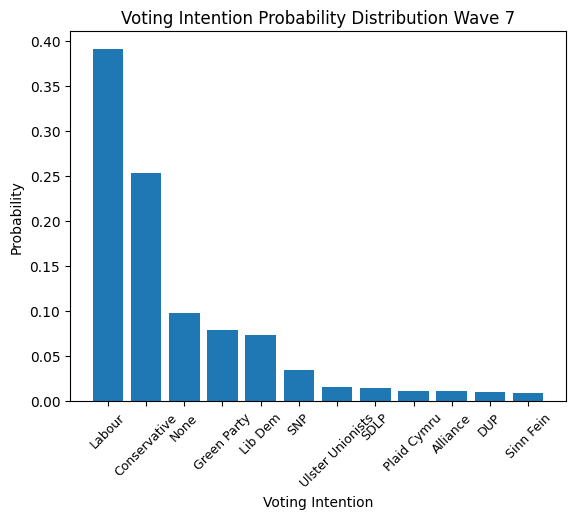 Voting Intention Probability Distribution Wave 7
0.40
0.35
0.30
0.25
0.20
0.15
0.10
0.05
0.00
Probability
Labour
Conservative
None
Green Party
Lib Dem
SNP
Ulster Unionists
SDLP
Plaid Cymru
Alliance
DUP
Sinn Fein
Voting Intention